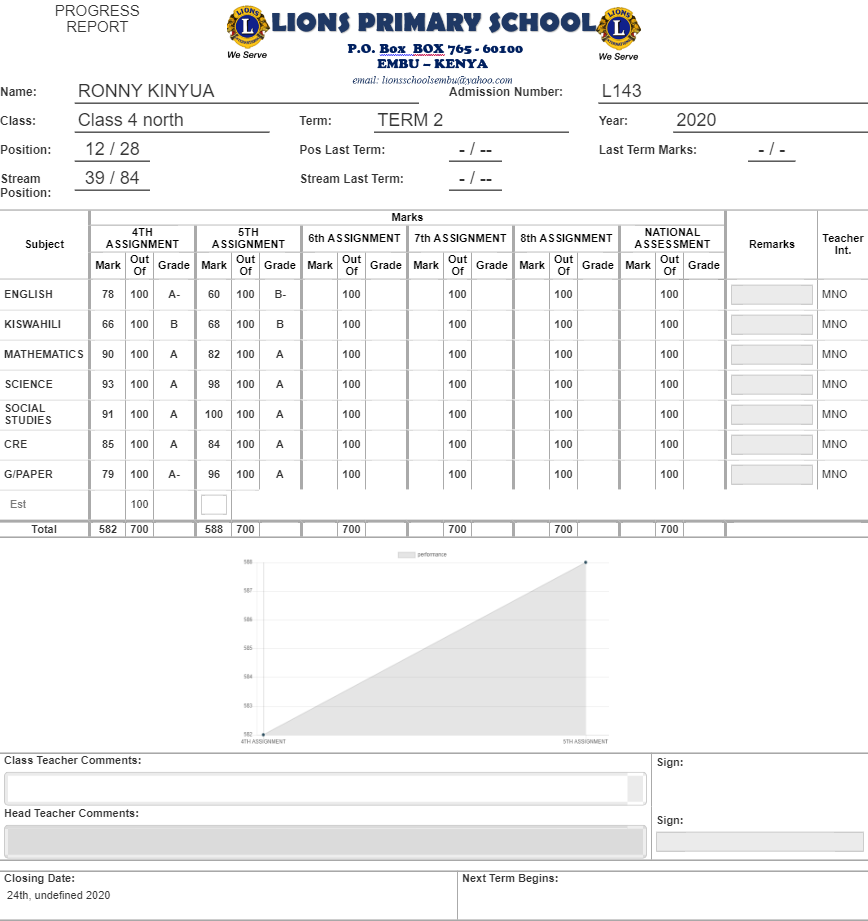 PROGRESS REPORT
LIONS
L
INTERNATIONAL
We Serve
LIONS PRIMARY SCHOOL
LIONS
L
INTERNATIONAL
We Serve
P.O. Box BOX 765 - 60100
EMBU – KENYA
email: lionsschoolsembu@yahoo.com
Name: RONNY KINYUA Admission Number: L143
Class: Class 4 north Term: TERM 2 Year: 2020
Position: 12 / 28 Pos Last Term: - / -- Last Term Marks: - / -
Stream Position: 39 / 84 Stream Last Term: - / --
Marks
Subject 4TH ASSIGNMENT 5TH ASSIGNMENT 6th ASSIGNMENT 7th ASSIGNMENT 8th ASSIGNMENT NATIONAL ASSESSMENT Remarks Teacher Int.
Mark Out Of Grade Mark Out Of Grade Mark Out Of Grade Mark Out Of Grade Mark Out Of Grade Mark Out Of Grade
ENGLISH 78 100 A- 60 100 B- 100 100 100 100 MNO
KISWAHILI 66 100 B 68 100 B 100 100 100 100 MNO
MATHEMATICS 90 100 A 82 100 A 100 100 100 100 MNO
SCIENCE 93 100 A 98 100 A 100 100 100 100 MNO
SOCIAL STUDIES 91 100 A 100 100 A 100 100 100 100 MNO
CRE 85 100 A 84 100 A 100 100 100 100 MNO
G/PAPER 79 100 A- 96 100 A 100 100 100 100 MNO
Est 100
Total 582 700 588 700 700 700 700 700
performance
588
587
586
585
584
583
582
4TH ASSIGNMENT 5TH ASSIGNMENT
Class Teacher Comments: Sign:
Head Teacher Comments: Sign:
Closing Date: Next Term Begins:
24th, undefined 2020